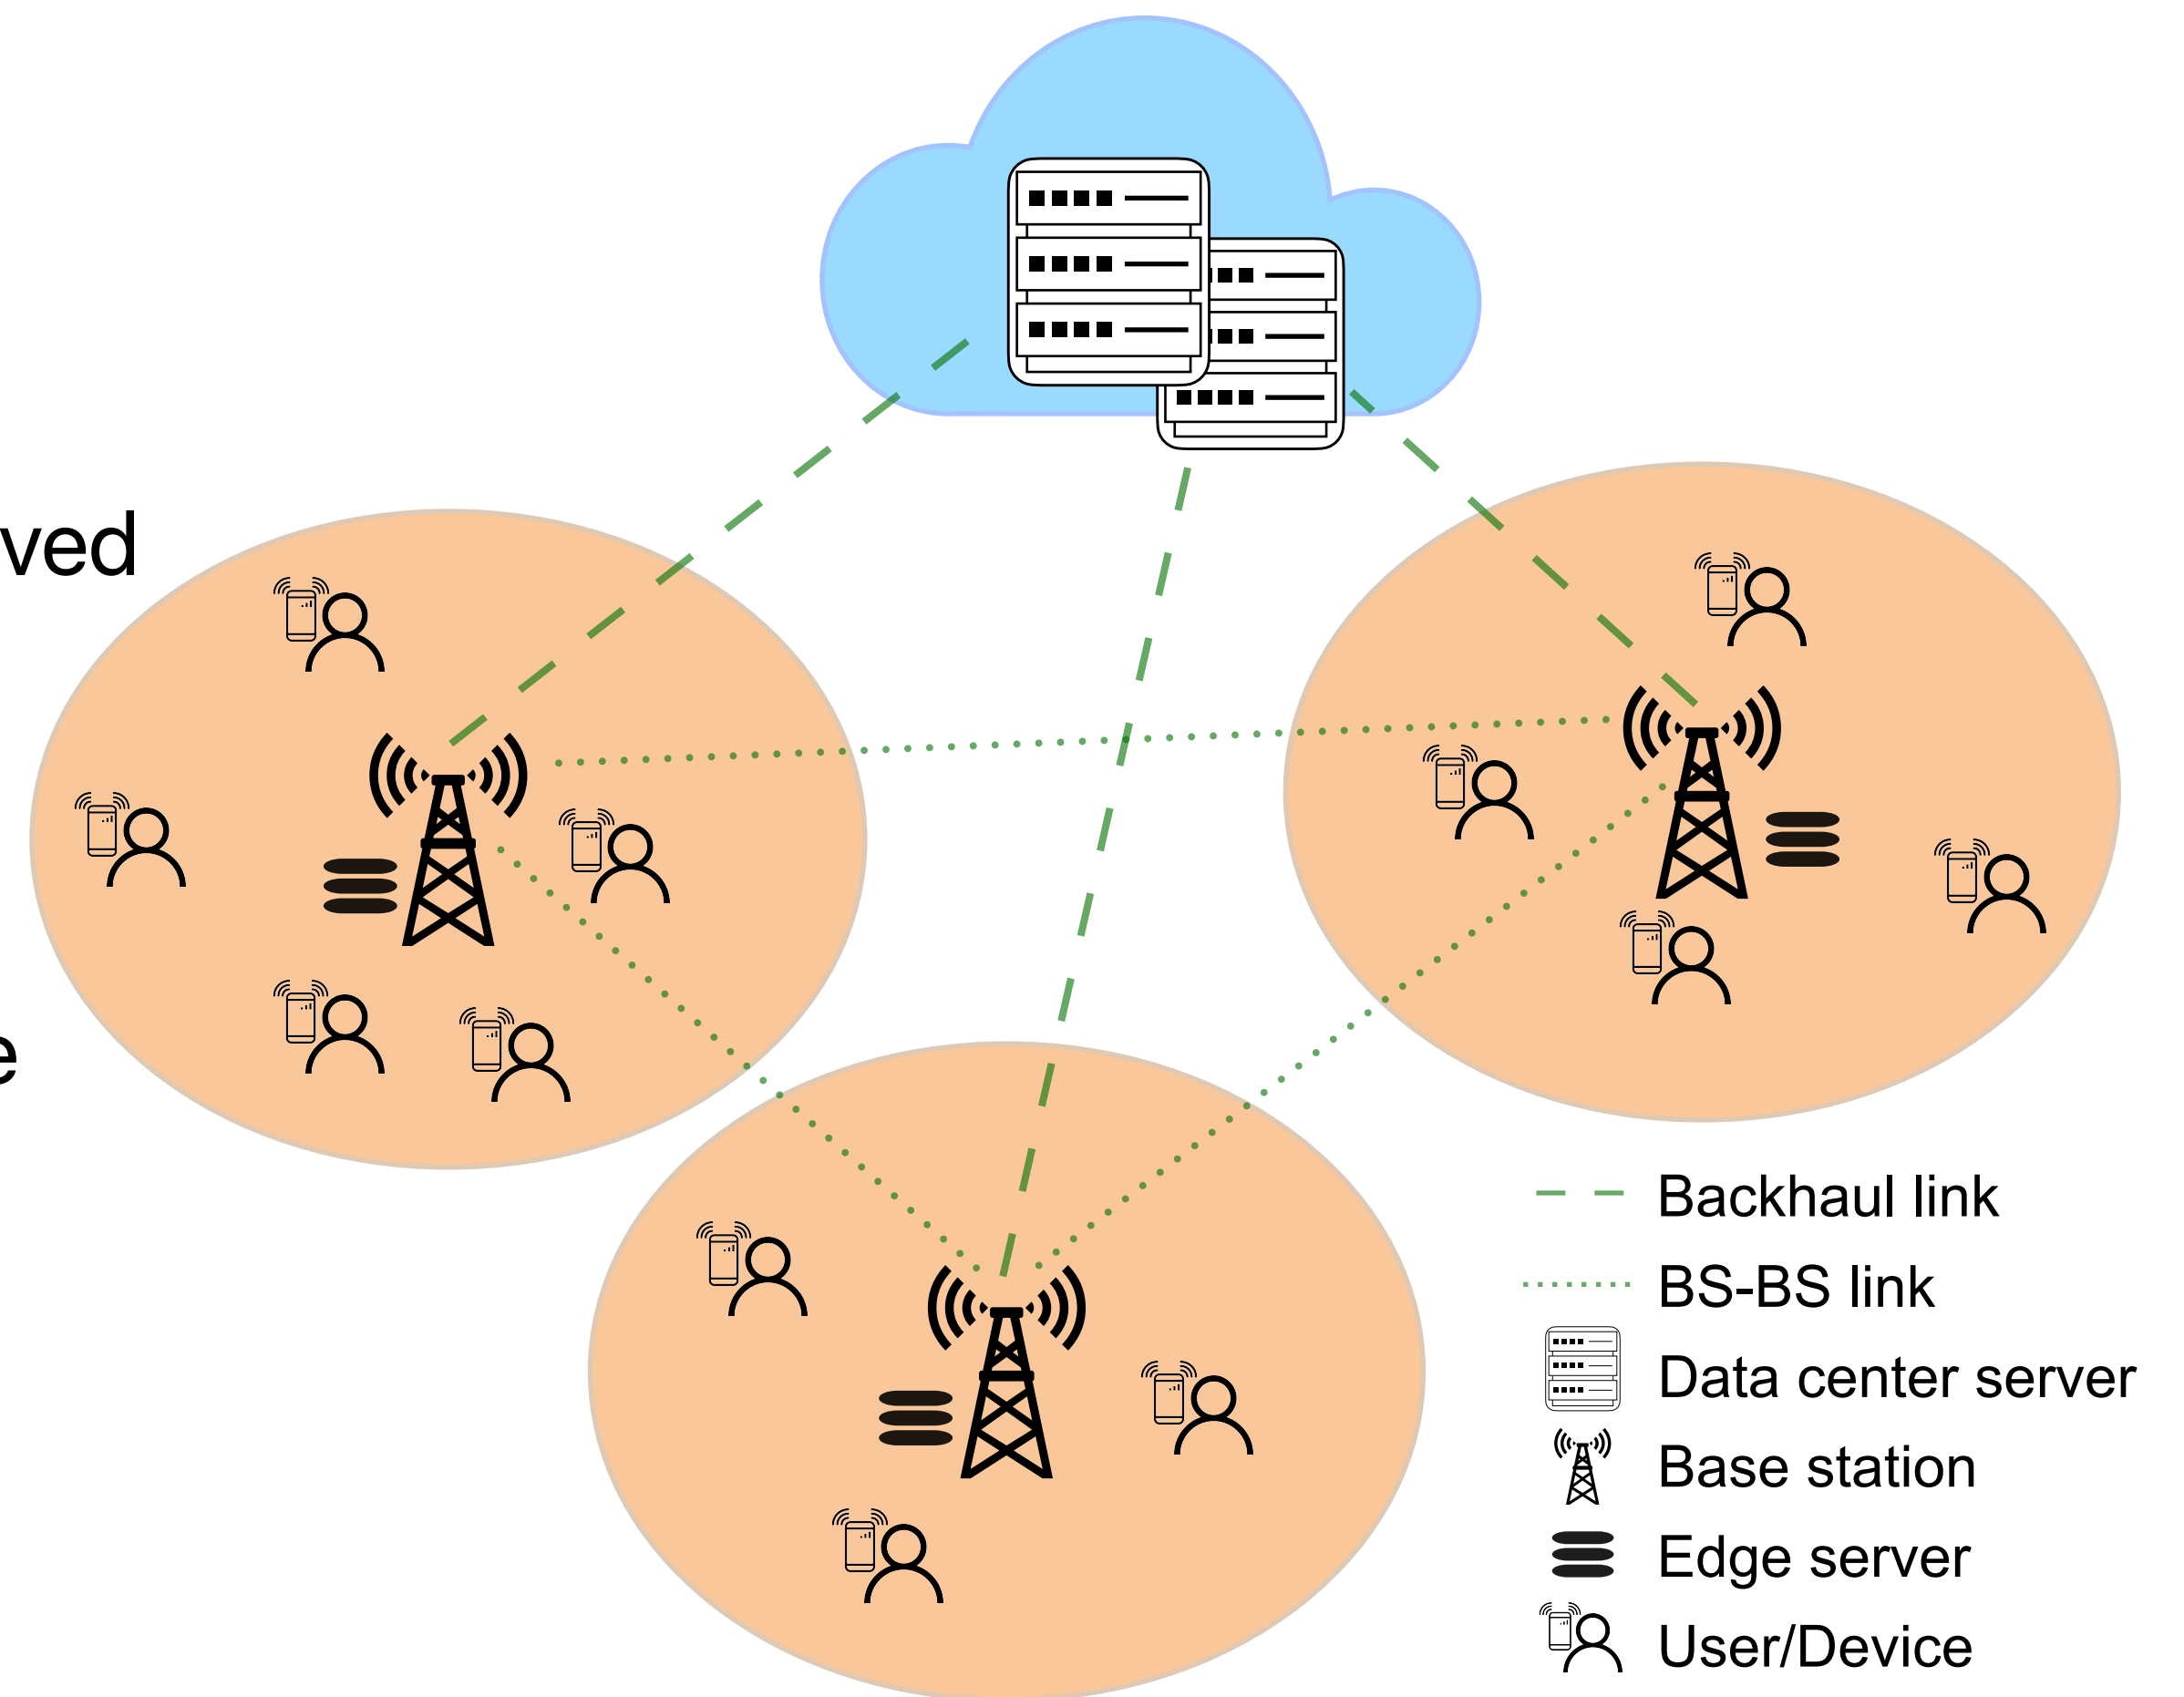 ved
e
Backhaul link
BS-BS link
Data center server
Base station
Edge server
User/Device